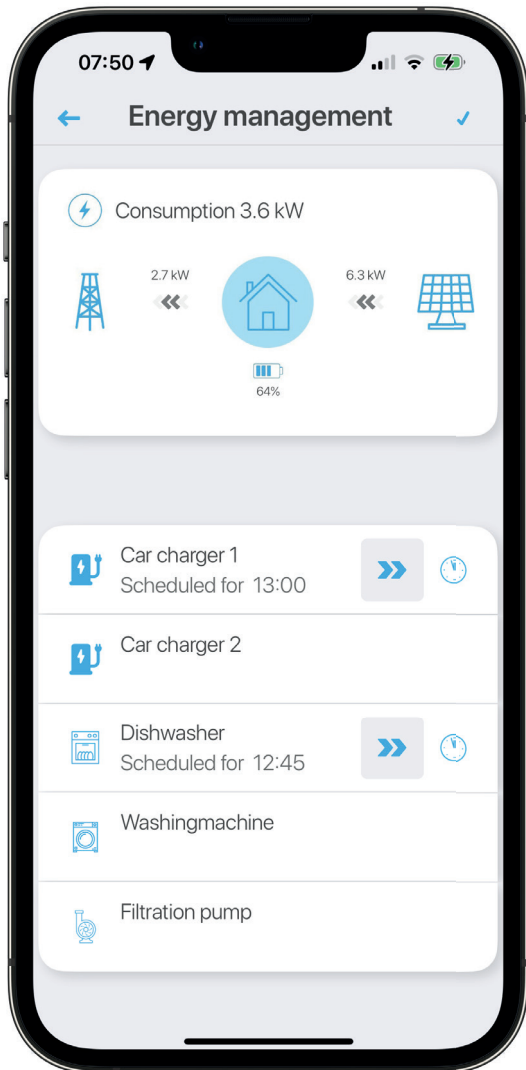 07:50
Energy management
Consumption 3.6 kW
2.7 kW
6.3 kW
64%
Car charger 1
Scheduled for 13:00
Car charger 2
Dishwasher
Scheduled for 12:45
Washingmachine
Filtration pump